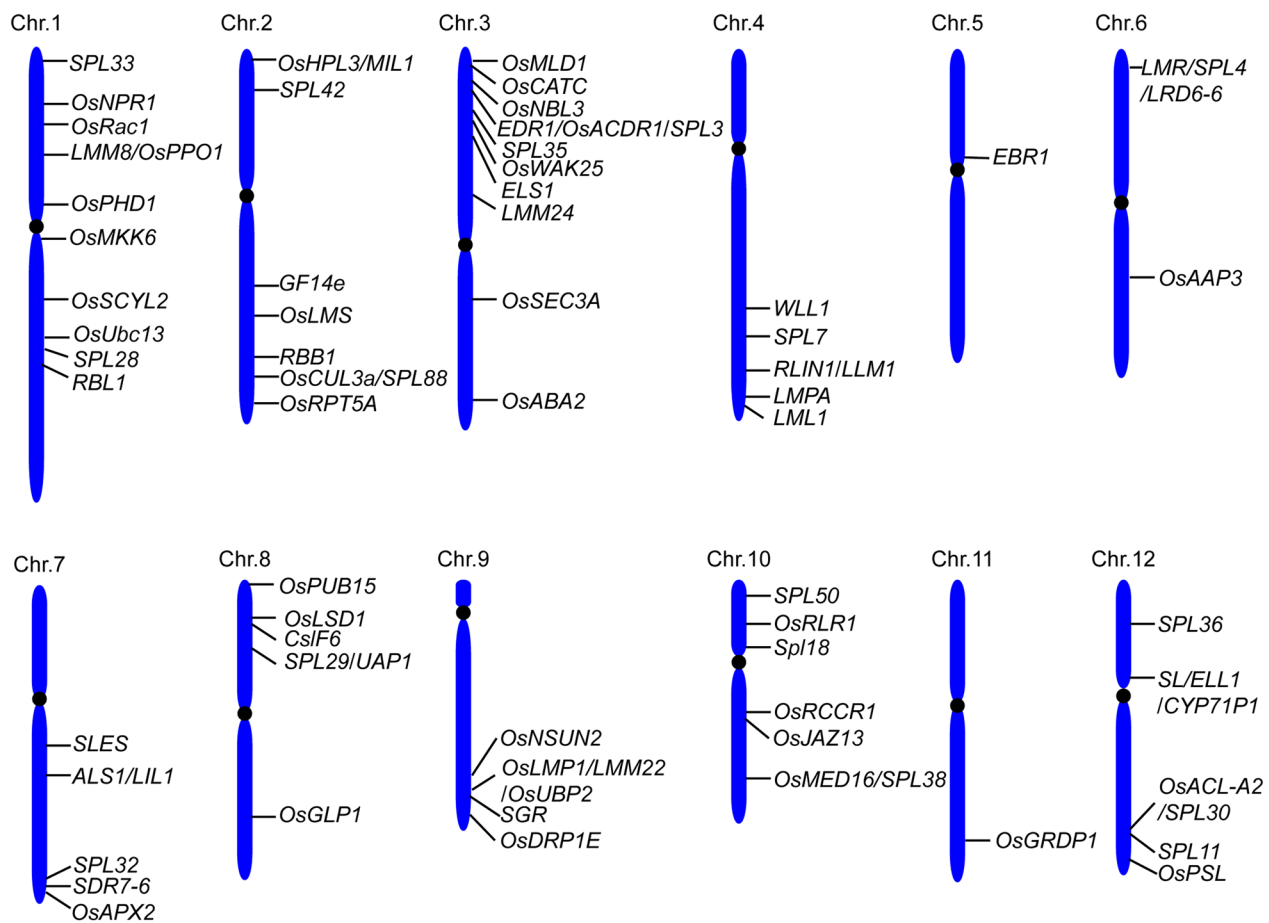 Chr.1
SPL33
OsNPR1
OsRac1
LMM8/OsPPO1
OsPHD1
OsMKK6
OsSCYL2
OsUbc13
SPL28
RBL1
Chr.2
OsHPL3/MIL1
SPL42
GF14e
OsLMS
RBB1
OsCUL3a/SPL88
OsRPT5A
Chr.3
OsMLD1
OsCATC
OsNBL3
EDR1/OsACDR1/SPL3
SPL35
OsWAK25
ELS1
LMM24
OsSEC3A
OsABA2
Chr.4
WLL1
SPL7
RLIN1/LLM1
LMPA
LML1
Chr.5
EBR1
Chr.6
LMR/SPL4
/LRD6-6
OsAAP3
Chr.7
SLES
ALS1/LIL1
SPL32
SDR7-6
OsAPX2
Chr.8
OsPUB15
OsLSD1
CslF6
SPL29/UAP1
OsGLP1
Chr.9
OsNSUN2
OsLMP1/LMM22
/OsUBP2
SGR
OsDRP1E
Chr.10
SPL50
OsRLR1
Spl18
OsRCCR1
OsJAZ13
OsMED16/SPL38
Chr.11
OsGRDP1
Chr.12
SPL36
SL/ELL1
/CYP71P1
OsACL-A2
/SPL30
SPL11
OsPSL